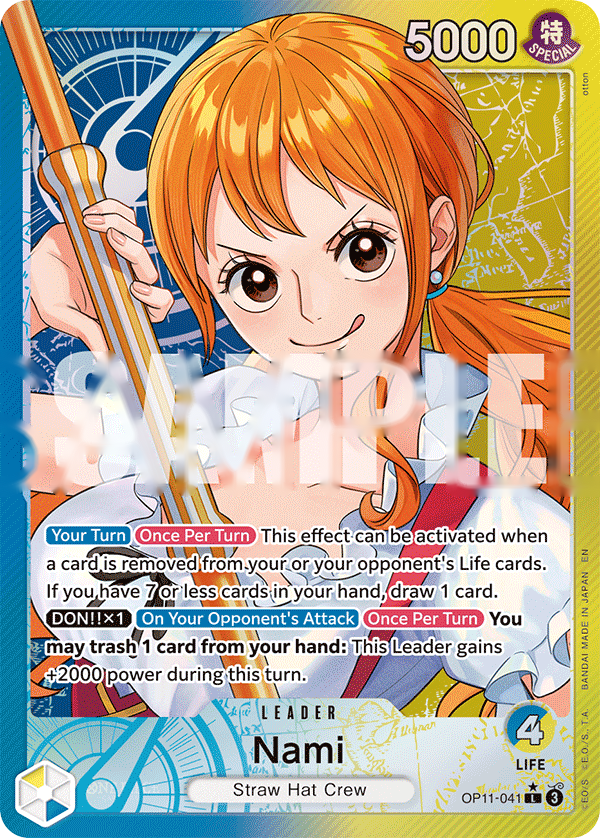 5000 特
SPECIAL
otton
SAMPLE
Your Turn Once Per Turn This effect can be activated when
a card is removed from your or your opponent's Life cards.
If you have 7 or less cards in your hand, draw 1 card.
DON!!×1 On Your Opponent's Attack Once Per Turn You
may trash 1 card from your hand: This Leader gains
+2000 power during this turn.
LEADER
Nami
4
LIFE
Straw Hat Crew
OP11-041 L 3
©E.O./S. ©E.O./S., T.A. BANDAI MADE IN JAPAN EN